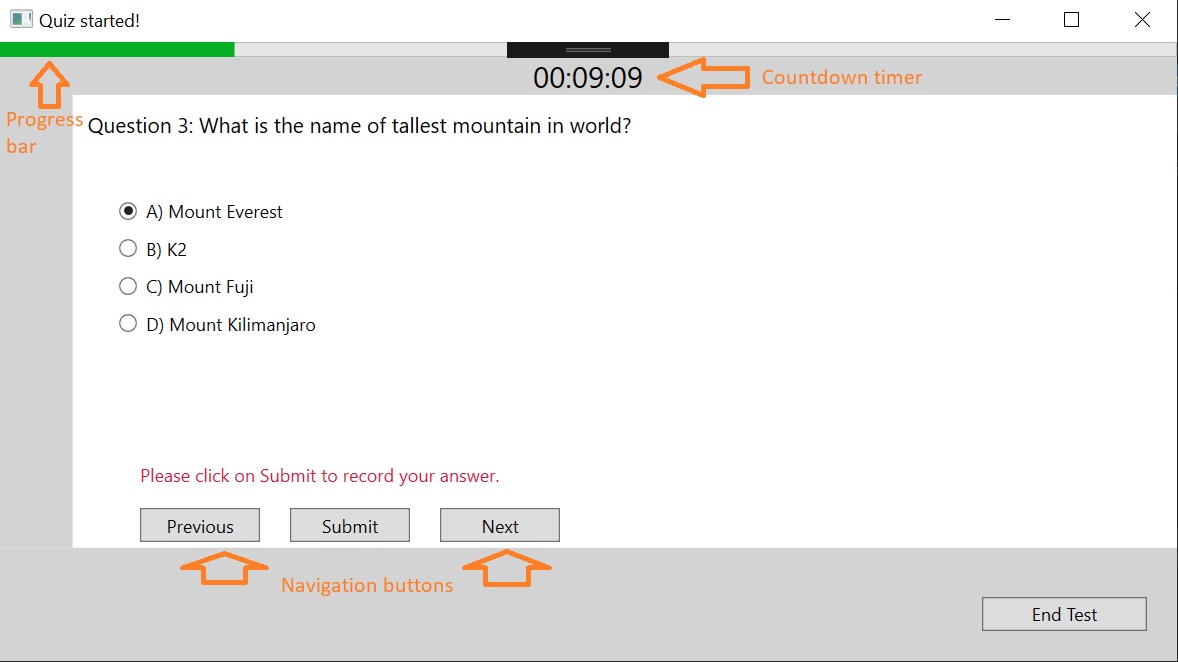 Quiz started!
00:09:09
Countdown timer
Progress
bar
Question 3: What is the name of tallest mountain in world?
A) Mount Everest
B) K2
C) Mount Fuji
D) Mount Kilimanjaro
Please click on Submit to record your answer.
Previous
Submit
Next
Navigation buttons
End Test